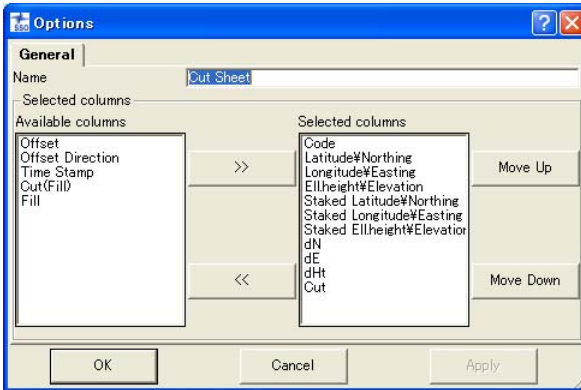 Options
General
Name Cut Sheet
Selected columns
Available columns
Selected columns
Offset
Offset Direction
Time Stamp
Cut(Fill)
Fill
>>
<<
Code
Latitude¥Northing
Longitude¥Easting
Ell.height¥Elevation
Staked Latitude¥Northing
Staked Longitude¥Easting
Staked Ell.height¥Elevation
dN
dE
dHt
Cut
Move Up
Move Down
OK
Cancel
Apply